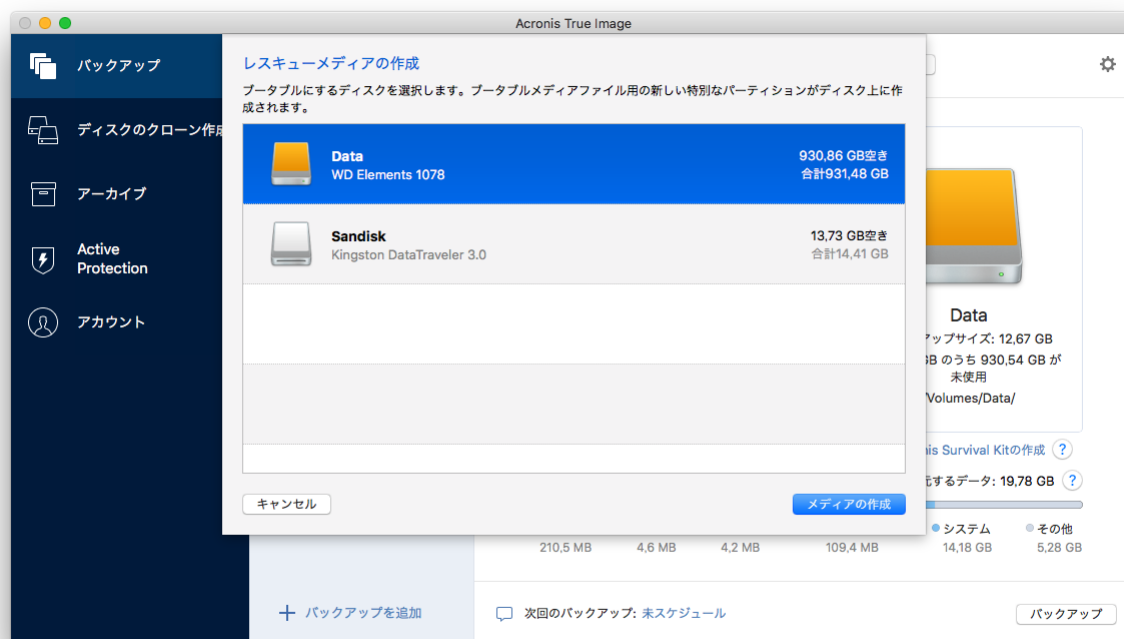 Acronis True Image
バックアップ
ディスクのクローン作成
アーカイブ
Active
Protection
アカウント
レスキューメディアの作成
ブータブルにするディスクを選択します。ブータブルメディアファイル用の新しい特別なパーティションがディスク上に作
成されます。
Data
WD Elements 1078
930,86 GB空き
合計931,48 GB
Sandisk
Kingston DataTraveler 3.0
13,73 GB空き
合計14,41 GB
キャンセル
メディアの作成
Data
アップサイズ: 12,67 GB
GB のうち 930,54 GB が
未使用
/Volumes/Data/
nis Survival Kitの作成 ?
元するデータ: 19,78 GB ?
システム
その他
210,5 MB
4,6 MB
4,2 MB
109,4 MB
14,18 GB
5,28 GB
バックアップを追加
次回のバックアップ: 未スケジュール
バックアップ